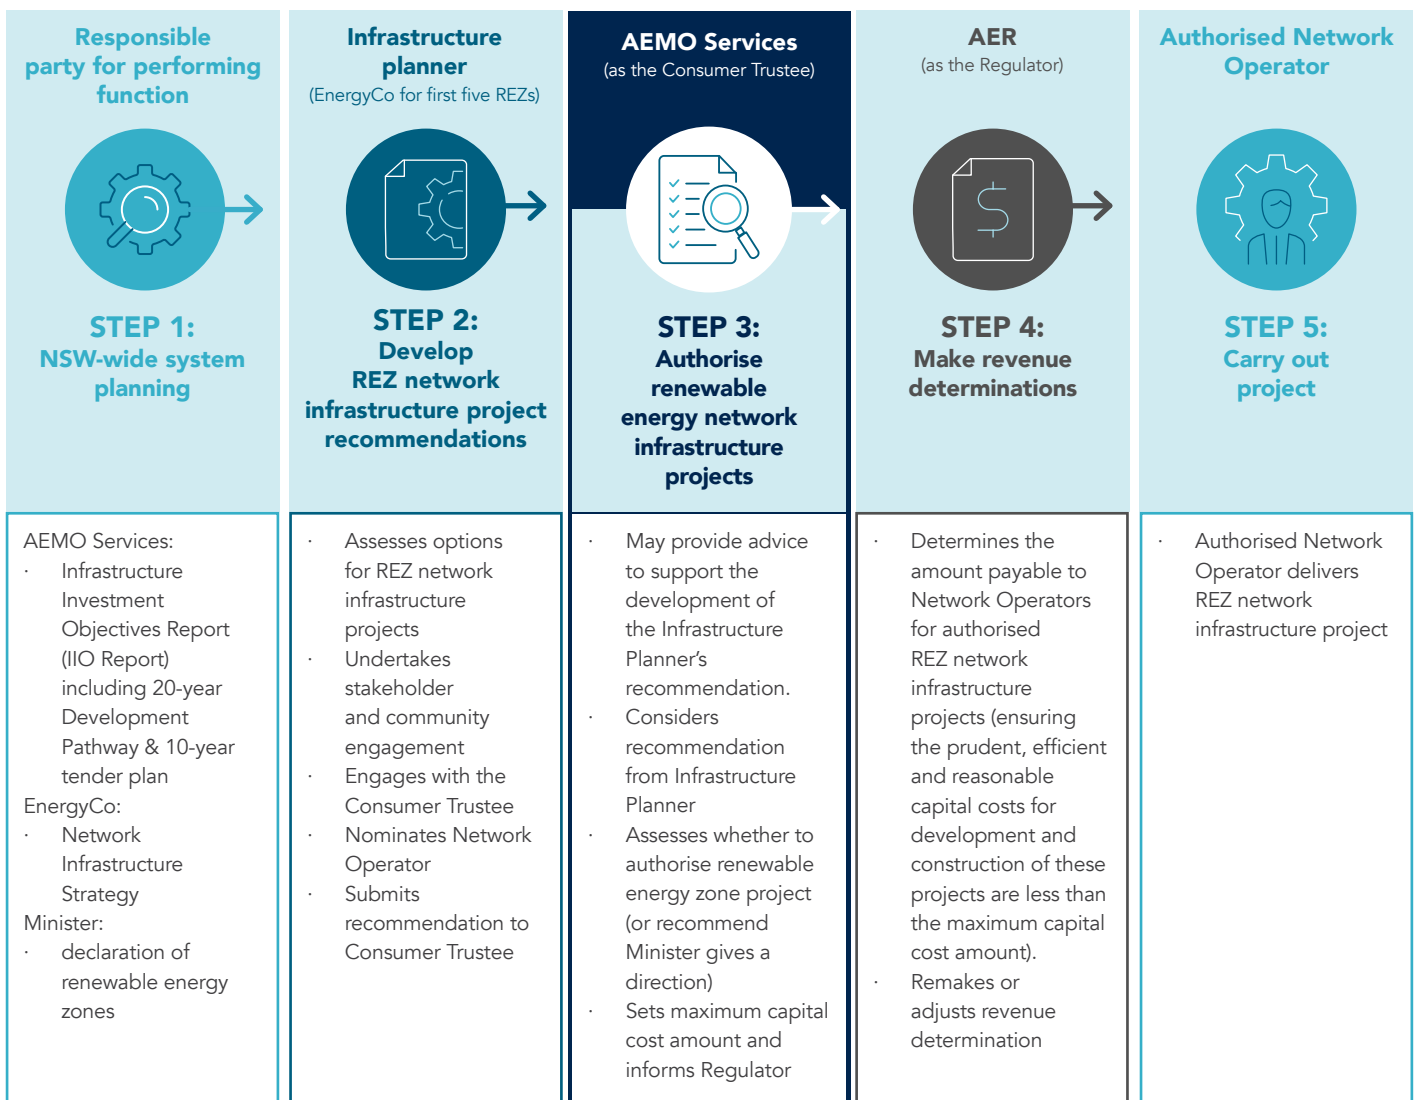 Responsible
party for performing
function
STEP 1:
NSW-wide system
planning
AEMO Services:
· Infrastructure
Investment
Objectives Report
(IIO Report)
including 20-year
Development
Pathway & 10-year
tender plan
EnergyCo:
· Network
Infrastructure
Strategy
Minister:
· declaration of
renewable energy
zones
Infrastructure
planner
(EnergyCo for first five REZs)
STEP 2:
Develop
REZ network
infrastructure project
recommendations
· Assesses options
for REZ network
infrastructure
projects
· Undertakes
stakeholder
and community
engagement
· Engages with the
Consumer Trustee
· Nominates Network
Operator
· Submits
recommendation to
Consumer Trustee
AEMO Services
(as the Consumer Trustee)
STEP 3:
Authorise
renewable
energy network
infrastructure
projects
· May provide advice
to support the
development of
the Infrastructure
Planner's
recommendation.
· Considers
recommendation
from Infrastructure
Planner
· Assesses whether to
authorise renewable
energy zone project
(or recommend
Minister gives a
direction)
· Sets maximum capital
cost amount and
informs Regulator
AER
(as the Regulator)
$
STEP 4:
Make revenue
determinations
· Determines the
amount payable to
Network Operators
for authorised
REZ network
infrastructure
projects (ensuring
the prudent, efficient
and reasonable
capital costs for
development and
construction of these
projects are less than
the maximum capital
cost amount).
· Remakes or
adjusts revenue
determination
Authorised Network
Operator
STEP 5:
Carry out
project
· Authorised Network
Operator delivers
REZ network
infrastructure project